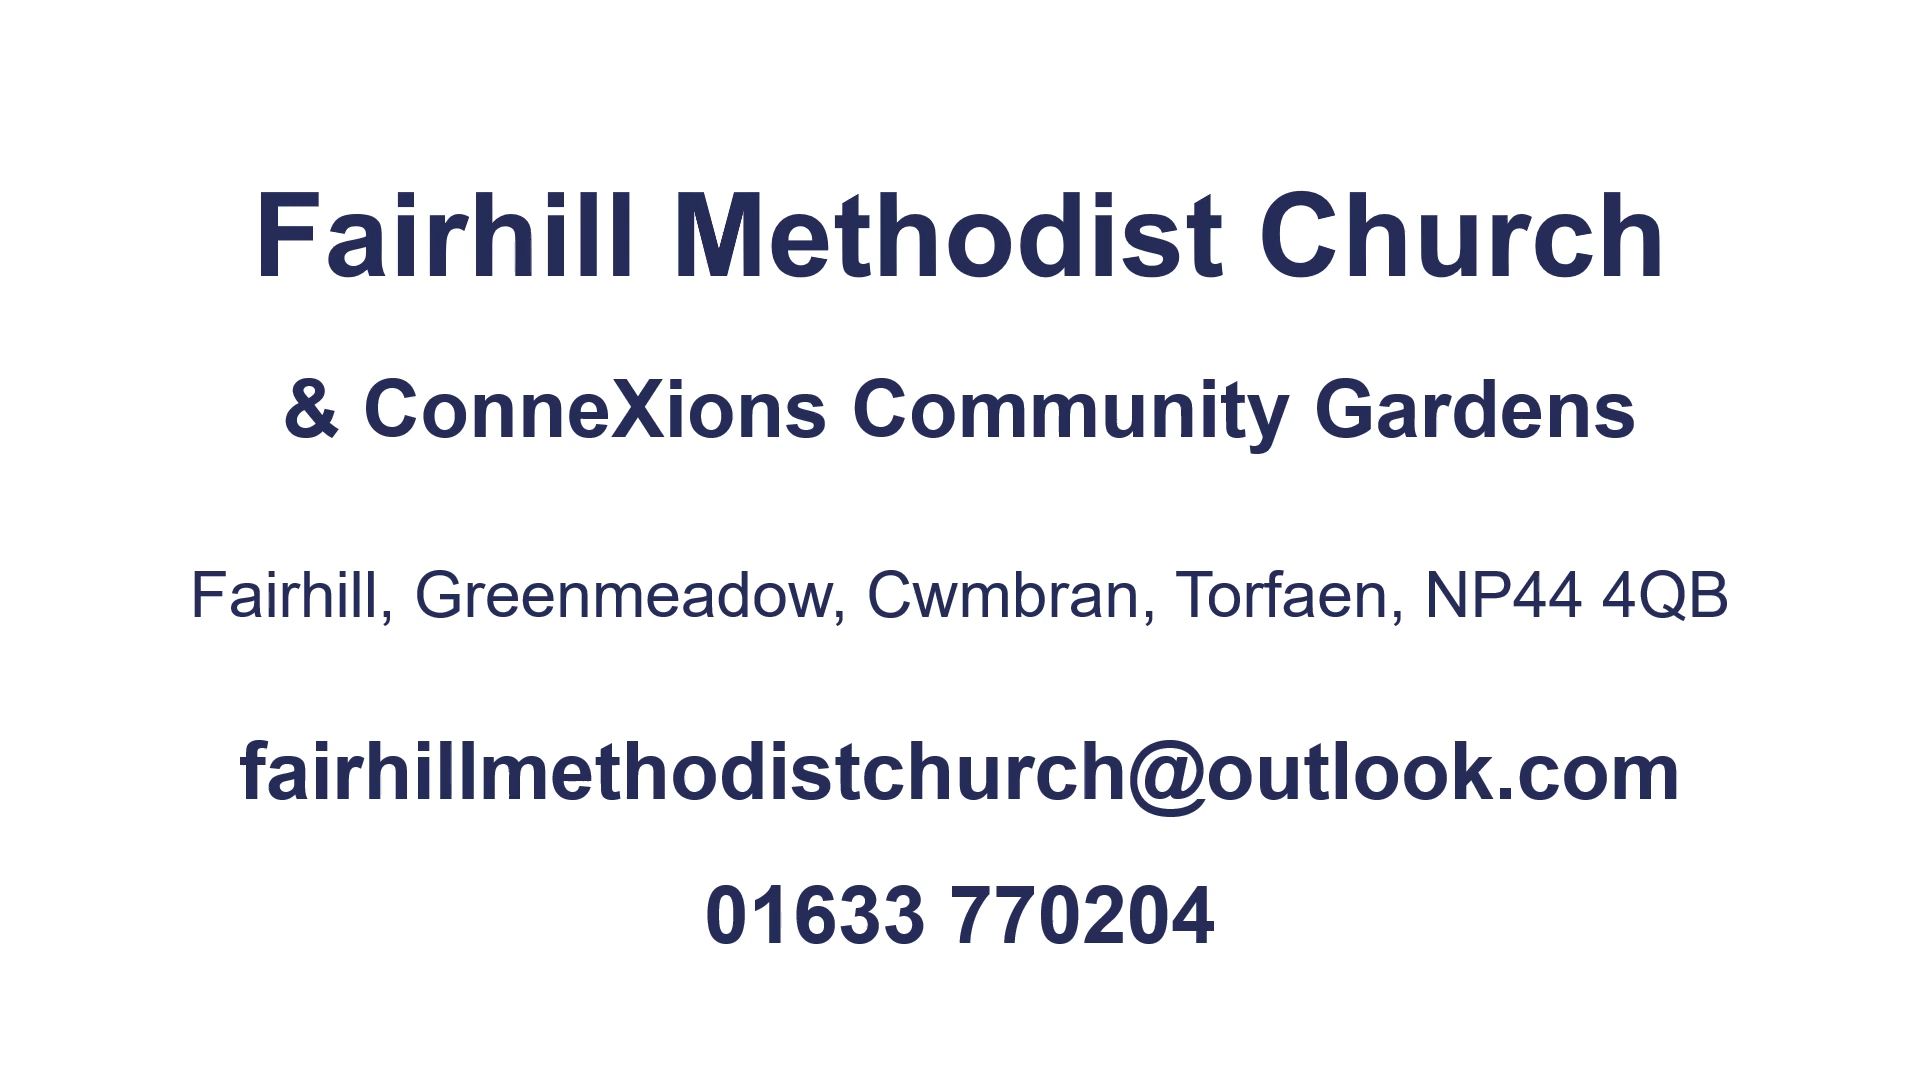 Fairhill Methodist Church
& ConneXions Community Gardens
Fairhill, Greenmeadow, Cwmbran, Torfaen, NP44 4QB
fairhillmethodistchurch@outlook.com
01633 770204